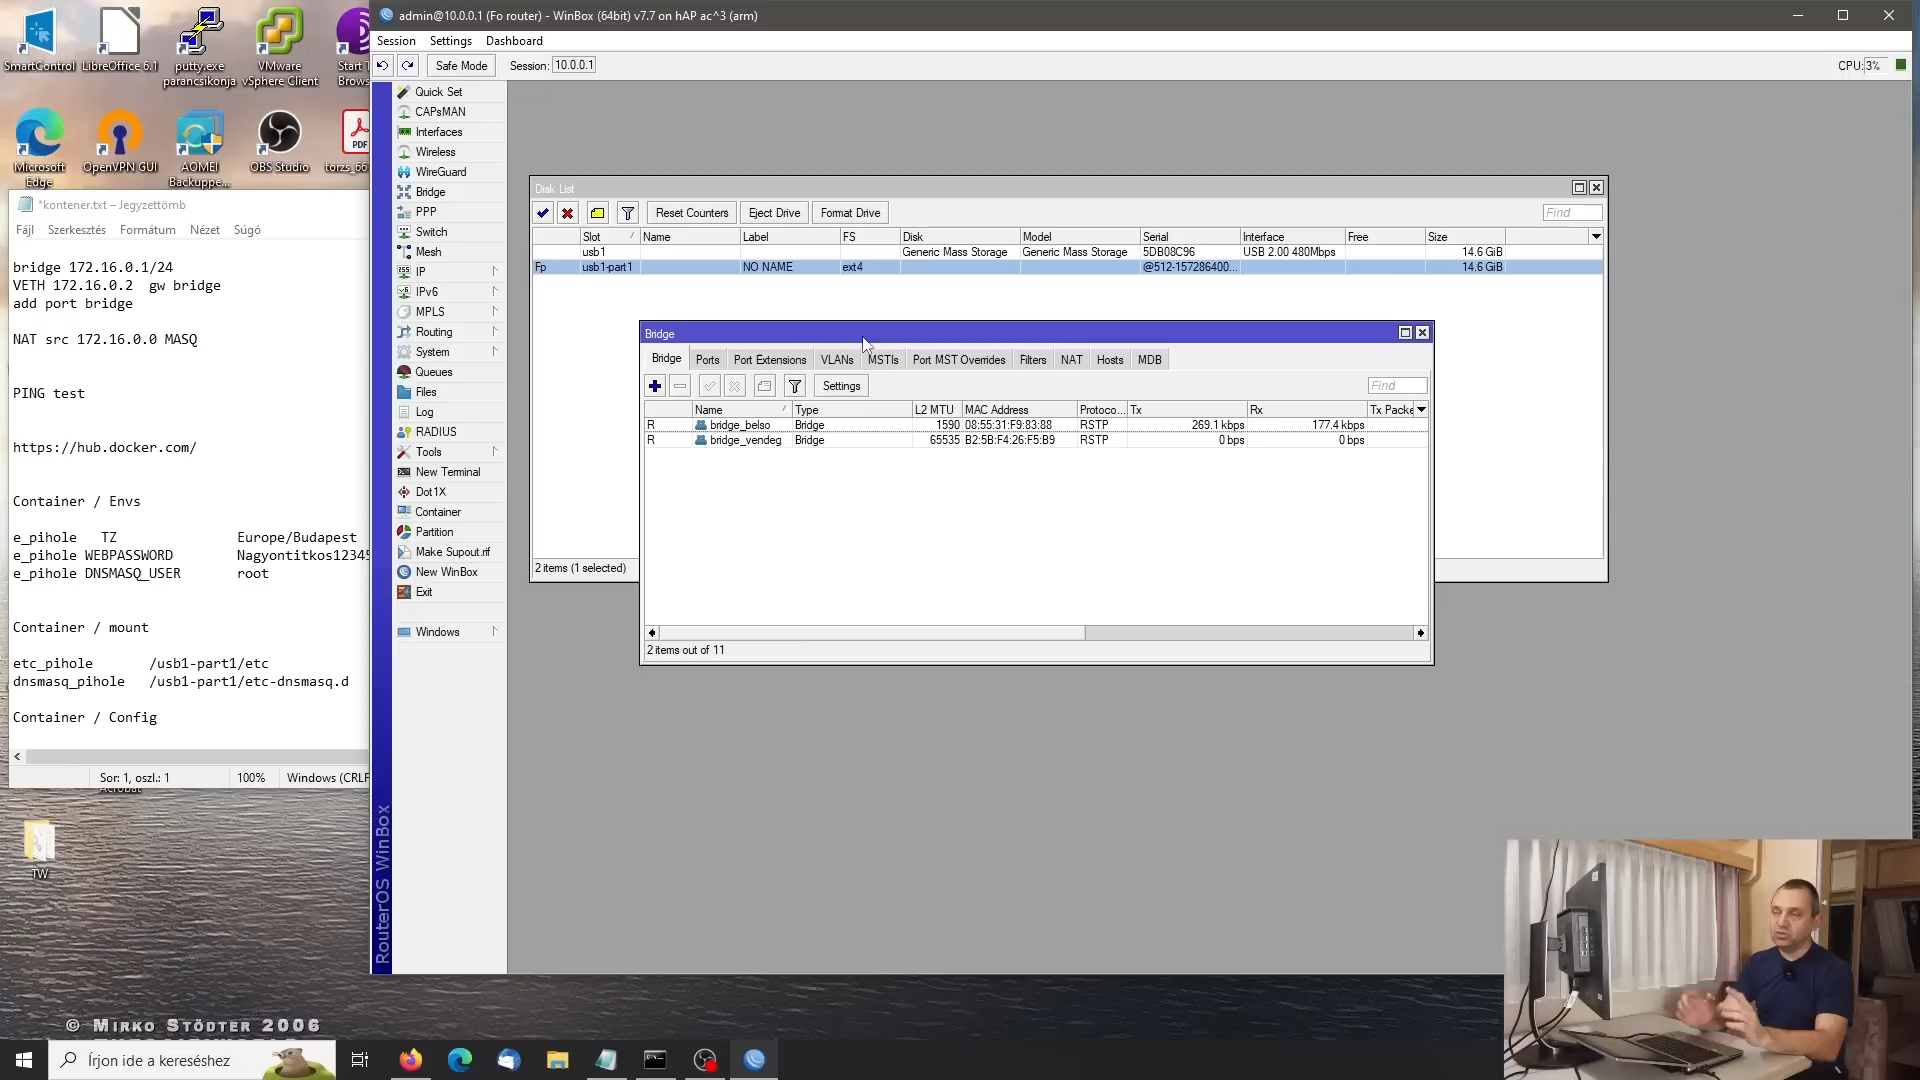 admin@10.0.0.1 (Fo router) - WinBox (64bit) v7.7 on hAP ac^3 (arm)
Session Settings Dashboard
Safe Mode Session: 10.0.0.1 CPU: 3%
SmartControl
LibreOffice 6.1
putty.exe parancsikonja
VMware vSphere Client
Microsoft Edge
OpenVPN GUI
AOMEI Backuppe...
OBS Studio
PDF
*kontener.txt – Jegyzettömb
Fájl Szerkesztés Formátum Nézet Súgó
bridge 172.16.0.1/24
VETH 172.16.0.2 gw bridge
add port bridge
NAT src 172.16.0.0 MASQ
PING test
https://hub.docker.com/
Container / Envs
e_pihole TZ Europe/Budapest
e_pihole WEBPASSWORD Nagyontitkos12345
e_pihole DNSMASQ_USER root
Container / mount
etc_pihole /usb1-part1/etc
dnsmasq_pihole /usb1-part1/etc-dnsmasq.d
Container / Config
Sor: 1, oszl.: 1 100% Windows (CRLF
TW
Quick Set
CAPsMAN
Interfaces
Wireless
WireGuard
Bridge
PPP
Switch
Mesh
IP
IPv6
MPLS
Routing
System
Queues
Files
Log
RADIUS
Tools
New Terminal
Dot1X
Container
Partition
Make Supout.rif
New WinBox
Exit
Windows
RouterOS WinBox
Disk List
Reset Counters Eject Drive Format Drive Find
Slot Name Label FS Disk Model Serial Interface Free Size
usb1 Generic Mass Storage Generic Mass Storage 5DB08C96 USB 2.00 480Mbps 14.6 GiB
Fp usb1-part1 NO NAME ext4 @512-157286400... 14.6 GiB
2 items (1 selected)
Bridge
Bridge Ports Port Extensions VLANs MSTIs Port MST Overrides Filters NAT Hosts MDB
Settings Find
Name Type L2 MTU MAC Address Protoco... Tx Rx Tx Packe
R bridge_belso Bridge 1590 08:55:31:F9:83:88 RSTP 269.1 kbps 177.4 kbps
R bridge_vendeg Bridge 65535 B2:5B:F4:26:F5:B9 RSTP 0 bps 0 bps
2 items out of 11
© Mirko Stödter 2006
Írjon ide a kereséshez